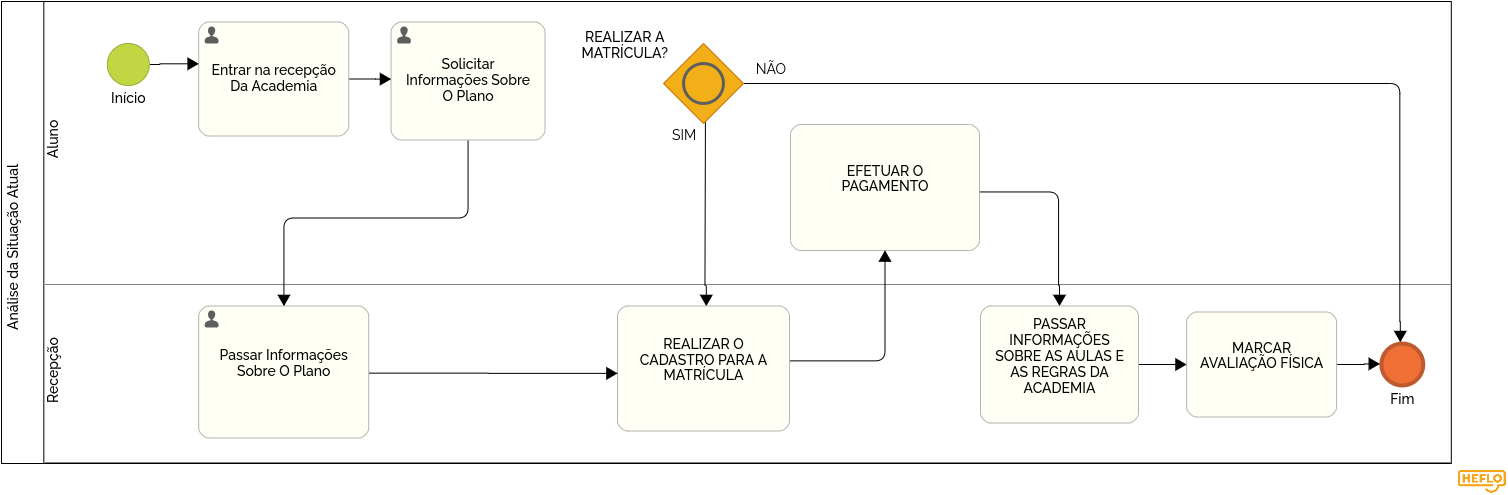 Análise da Situação Atual
Aluno
Início
Entrar na recepção
Da Academia
Solicitar
Informações Sobre
O Plano
REALIZAR A
MATRÍCULA?
NÃO
SIM
EFETUAR O
PAGAMENTO
Recepção
Passar Informações
Sobre O Plano
REALIZAR O
CADASTRO PARA A
MATRÍCULA
PASSAR
INFORMAÇÕES
SOBRE AS AULAS E
AS REGRAS DA
ACADEMIA
MARCAR
AVALIAÇÃO FÍSICA
Fim
HEFLO